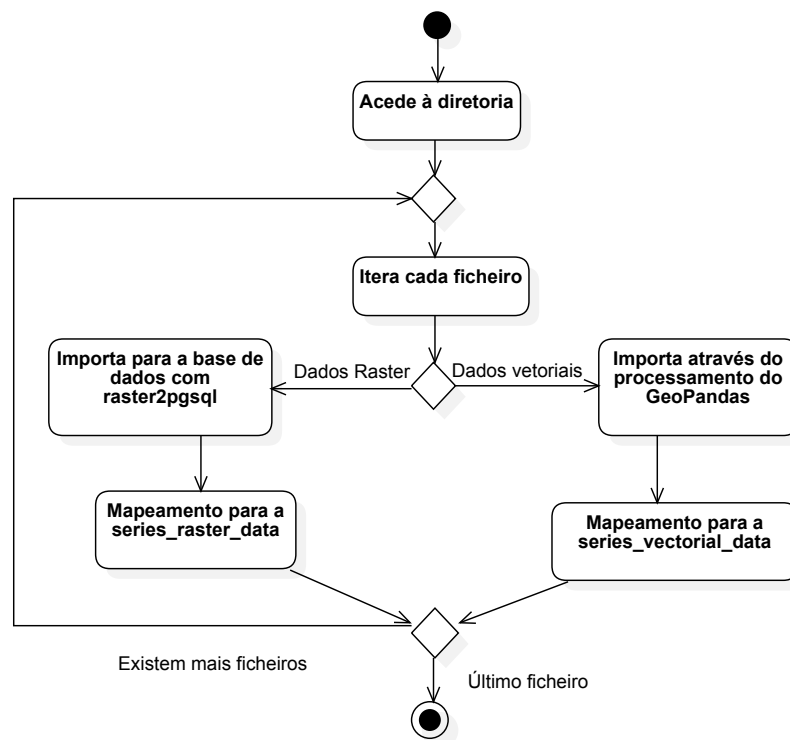 Acede à diretoria
Itera cada ficheiro
Dados Raster
Dados vetoriais
Importa para a base de
dados com
raster2pgsql
Importa através do
processamento do
GeoPandas
Mapeamento para a
series_raster_data
Mapeamento para a
series_vectorial_data
Existem mais ficheiros
Último ficheiro